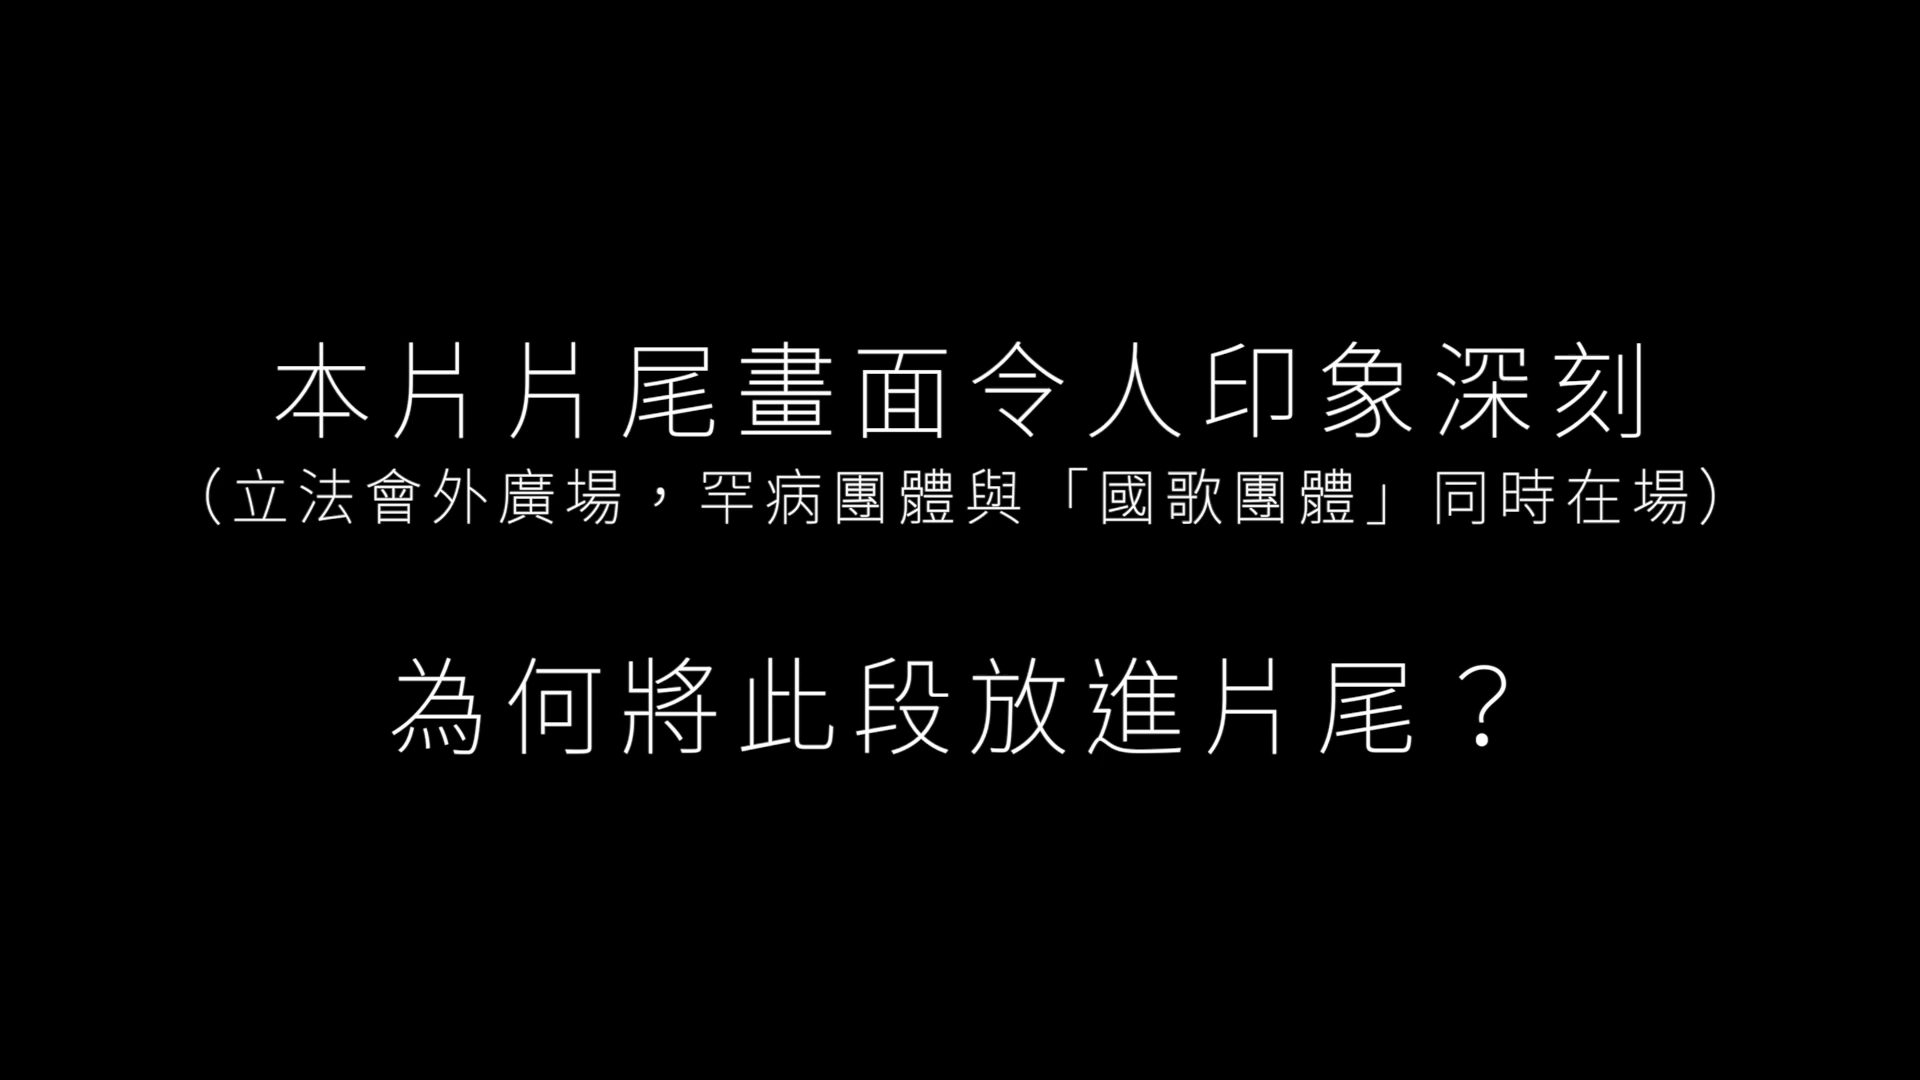 本片片尾畫面令人印象深刻
（立法會外廣場，罕病團體與「國歌團體」同時在場）
為何將此段放進片尾？